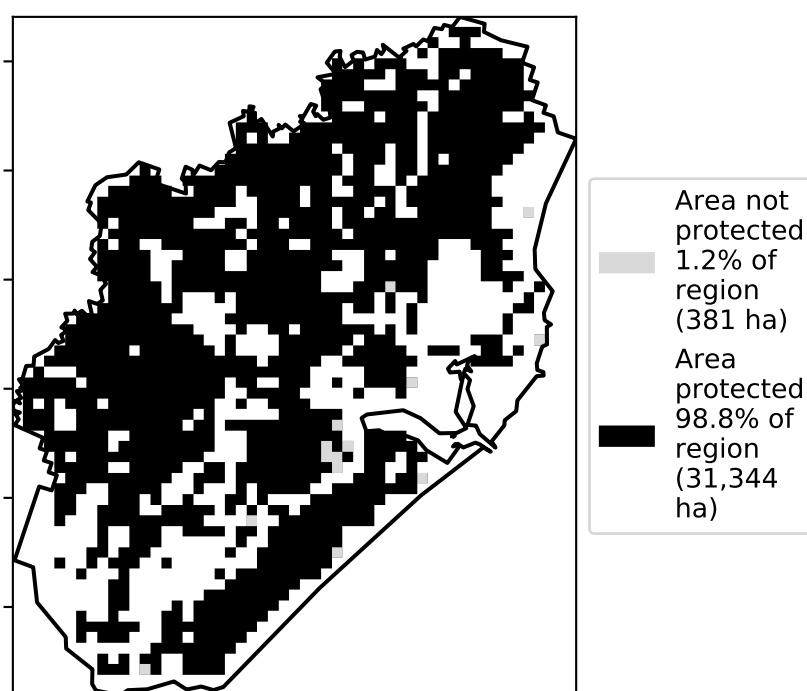 Area not
protected
1.2% of
region
(381 ha)
Area
protected
98.8% of
region
(31,344
ha)